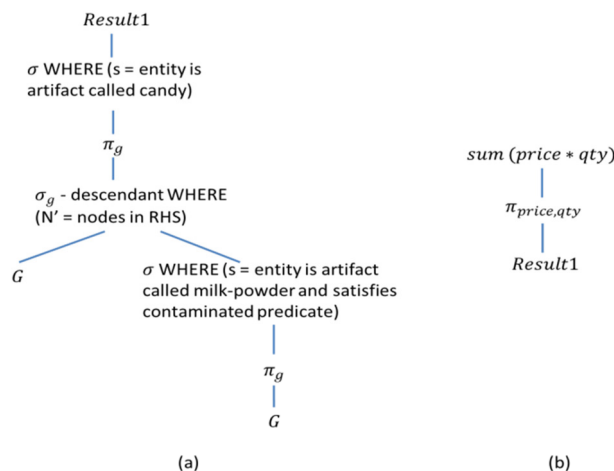 Result1
σ WHERE (s = entity is
artifact called candy)
π_g
σ_g - descendant WHERE
(N′ = nodes in RHS)
G
σ WHERE (s = entity is artifact
called milk-powder and satisfies
contaminated predicate)
π_g
G
(a)
sum (price * qty)
π_price,qty
Result1
(b)